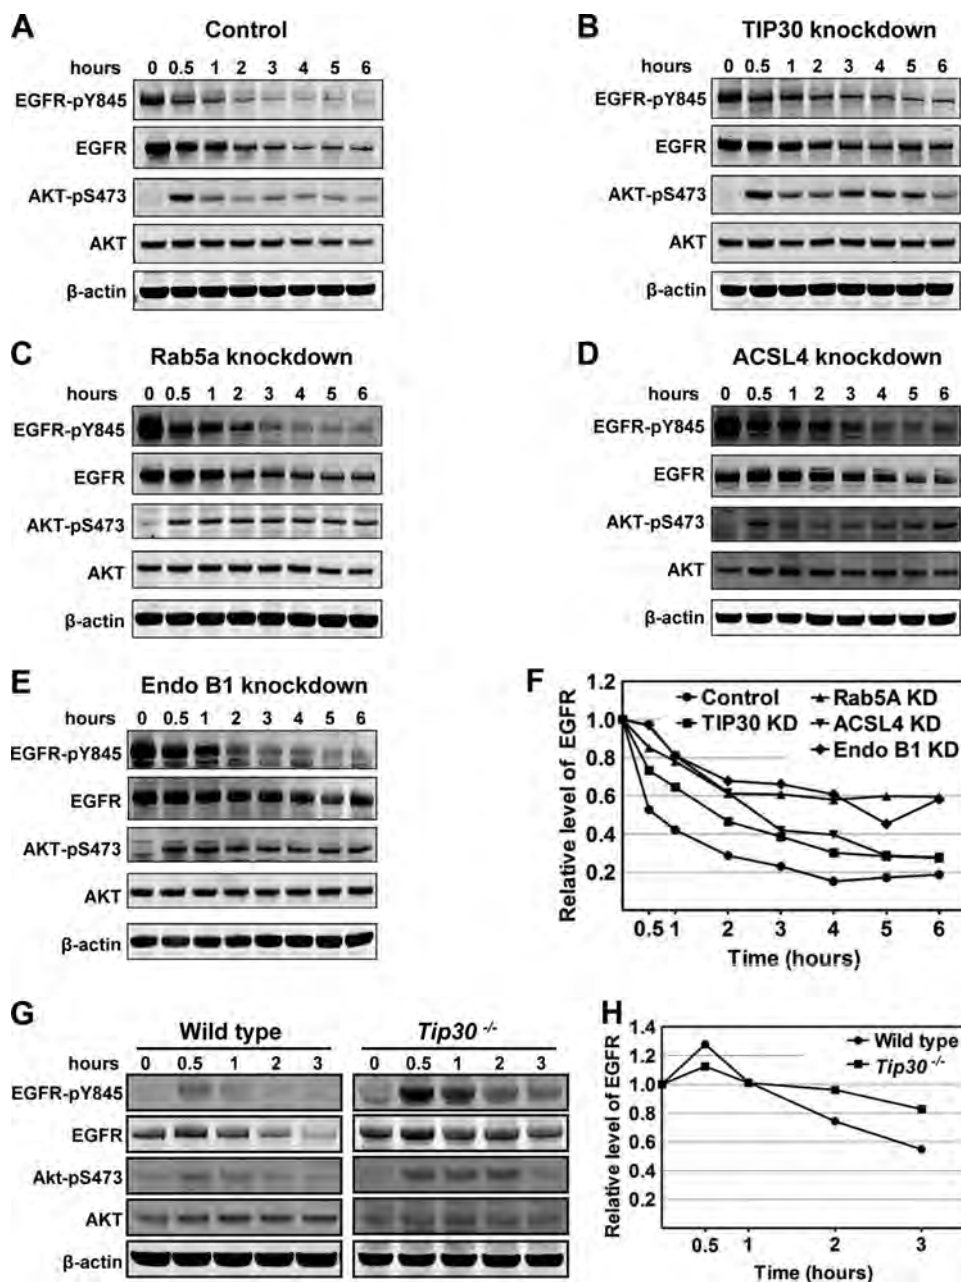 A
Control
hours 0 0.5 1 2 3 4 5 6
EGFR-pY845
EGFR
AKT-pS473
AKT
β-actin
B
TIP30 knockdown
hours 0 0.5 1 2 3 4 5 6
EGFR-pY845
EGFR
AKT-pS473
AKT
β-actin
C
Rab5a knockdown
hours 0 0.5 1 2 3 4 5 6
EGFR-pY845
EGFR
AKT-pS473
AKT
β-actin
D
ACSL4 knockdown
hours 0 0.5 1 2 3 4 5 6
EGFR-pY845
EGFR
AKT-pS473
AKT
β-actin
E
Endo B1 knockdown
hours 0 0.5 1 2 3 4 5 6
EGFR-pY845
EGFR
AKT-pS473
AKT
β-actin
F
Relative level of EGFR
1.2
1.0
0.8
0.6
0.4
0.2
Control
TIP30 KD
Rab5A KD
ACSL4 KD
Endo B1 KD
0.5 1 2 3 4 5 6
Time (hours)
G
Wild type
Tip30 -/-
hours 0 0.5 1 2 3 0 0.5 1 2 3
EGFR-pY845
EGFR
Akt-pS473
AKT
β-actin
H
Relative level of EGFR
1.4
1.2
1.0
0.8
0.6
0.4
0.2
Wild type
Tip30 -/-
0.5 1 2 3
Time (hours)